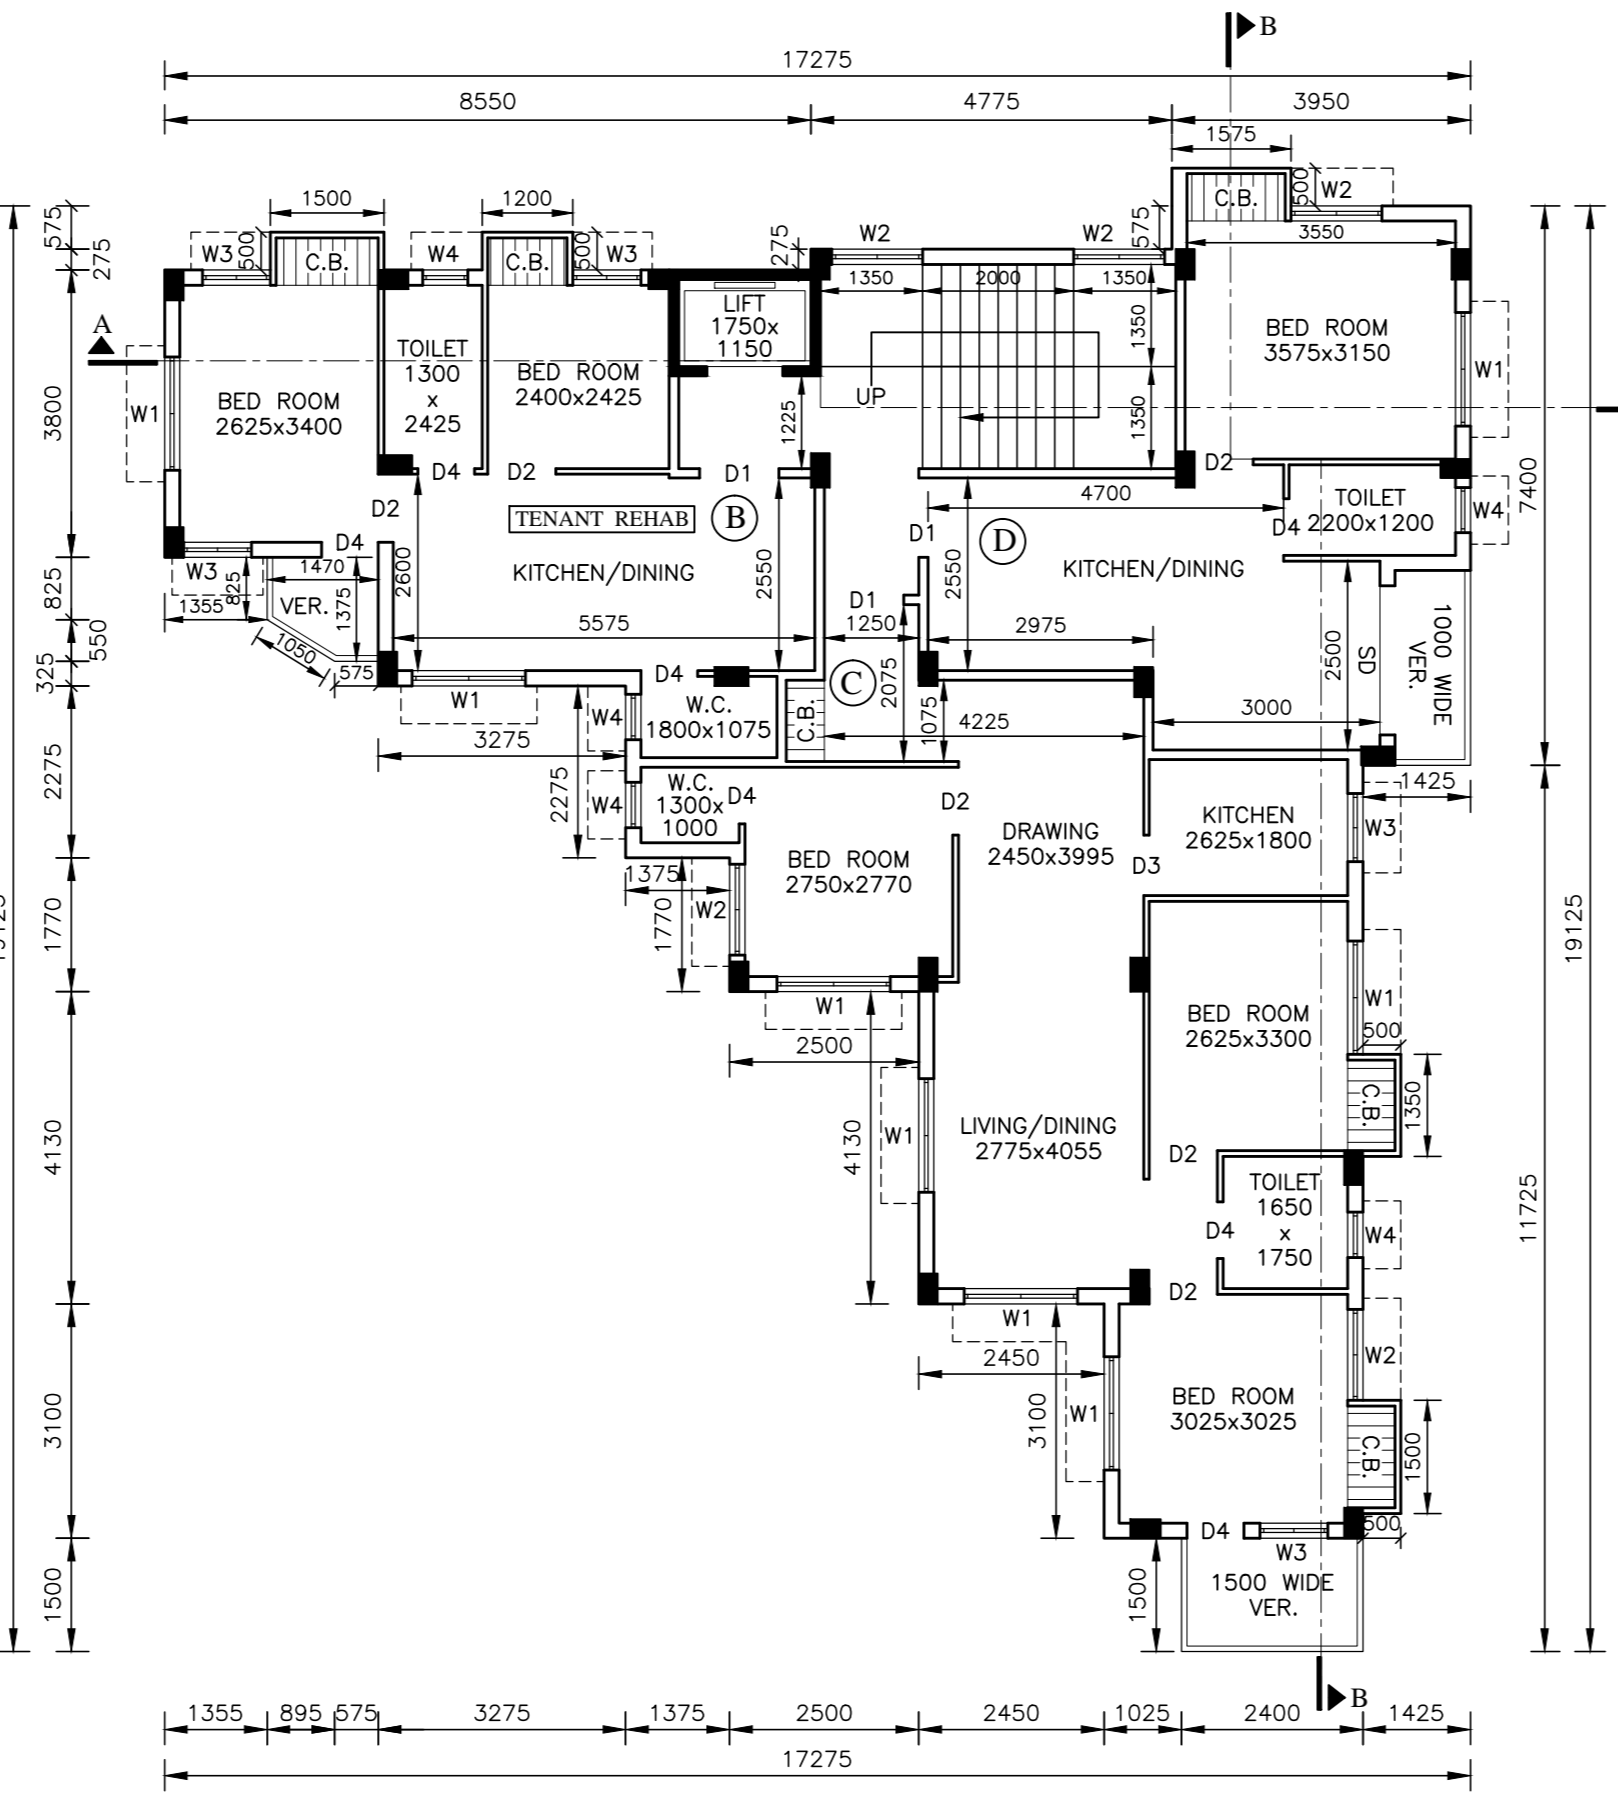 B
17275
8550 4775 3950
1575
1500 1200
575
275
W3 500 C.B. W4 C.B. 500 W3
275 W2 W2 575 C.B. 500 W2
3550
1350 2000 1350
LIFT
1750x
1150
1350
BED ROOM
3575x3150
A
TOILET
1300
x
2425
BED ROOM
2400x2425
UP
W1
3800
W1
BED ROOM
2625x3400
1225
1350
D4 D2 D1 D2
7400
D2
TENANT REHAB B
4700
TOILET
2200x1200
D4
W4
D1 D
D4
KITCHEN/DINING
KITCHEN/DINING
2600
2550
2550
825
W3
1470
825
VER.
1375
1355
1050
575
550
325
5575
D1
1250
2975
2500
SD
1000 WIDE
VER.
D4
C
2075
W1
W4
W.C.
1800x1075
C.B.
1075
4225
3000
3275
2275
2275
1425
W4
W.C.
1300x
1000
D4
D2
DRAWING
2450x3995
KITCHEN
2625x1800
W3
D3
BED ROOM
2750x2770
1375
1770
1770
W2
19125
W1
BED ROOM
2625x3300
W1
500
2500
C.B.
1350
4130
4130
W1
LIVING/DINING
2775x4055
D2
TOILET
1650
x
1750
11725
D4
W4
D2
W1
2450
W2
3100
3100
W1
BED ROOM
3025x3025
C.B.
1500
D4
500
W3
1500
1500
1500 WIDE
VER.
B
1355 895 575 3275 1375 2500 2450 1025 2400 1425
17275